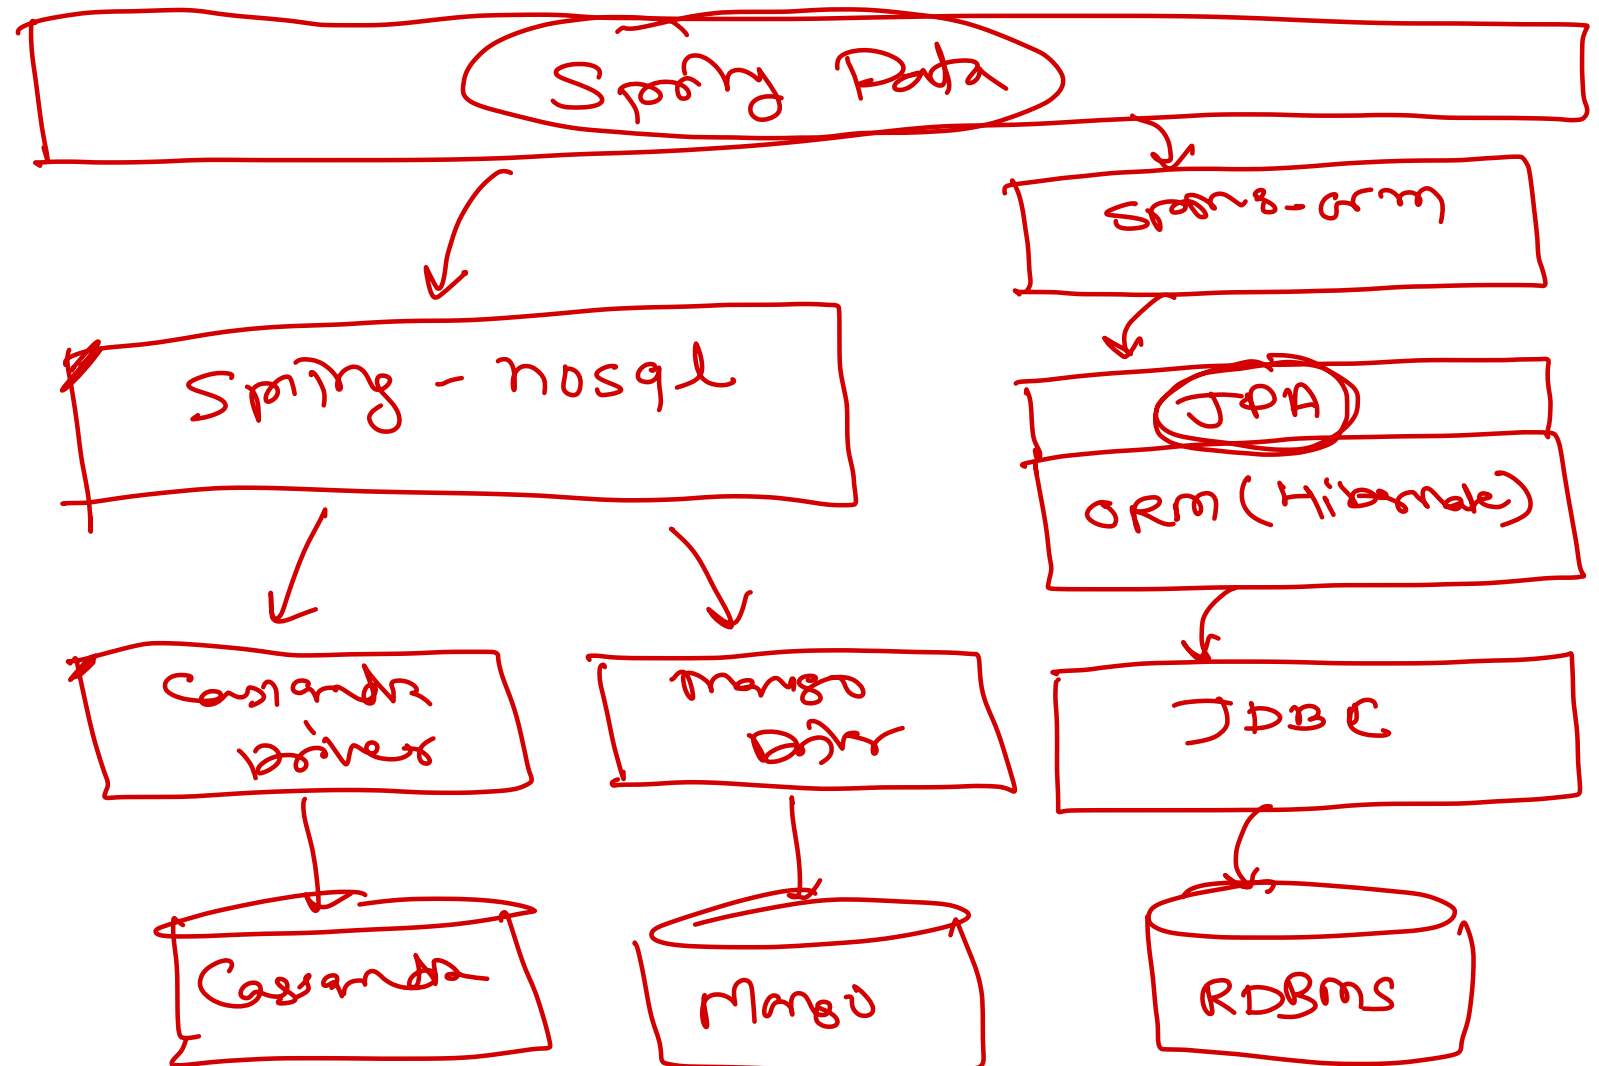 Spring Data
Spring-orm
Spring - nosql
JPA
ORM (Hibernate)
Cassandra
Driver
Mongo
Driver
JDBC
Cassandra
Mongo
RDBMS